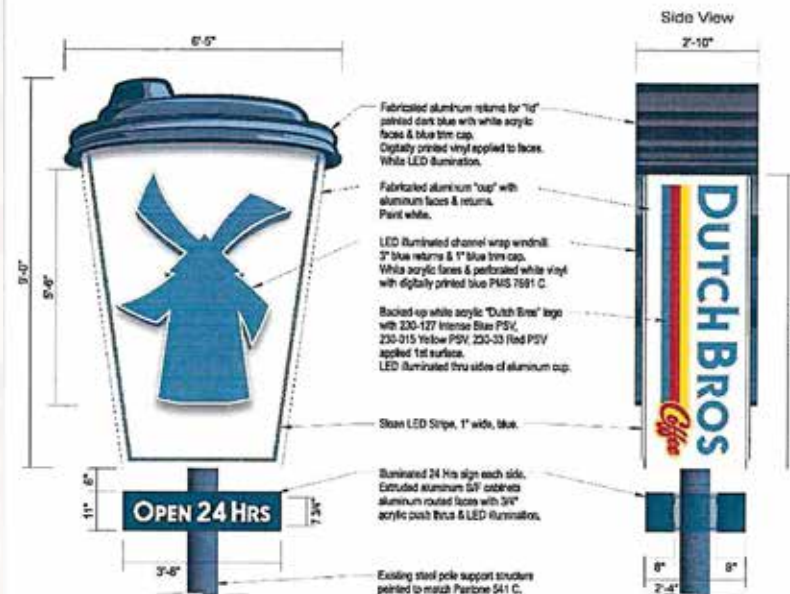 Side View
6'-5"
2'-10"
Fabricated aluminum returns for "lid"
painted dark blue with white acrylic
faces & blue trim cap.
Digitally printed vinyl applied to faces.
White LED illumination.
Fabricated aluminum "cup" with
aluminum faces & returns.
Paint white.
LED illuminated channel wrap windmill
3" blue returns & 1" blue trim cap.
White acrylic faces & perforated white vinyl
with digitally printed blue PMS 7691 C.
Backed-up white acrylic "Dutch Bros" logo
with 230-127 Intense Blue PSV,
230-015 Yellow PSV, 230-33 Red PSV
applied 1st surface.
LED illuminated thru sides of aluminum cup.
9'-0"
5'-6"
DUTCH BROS
Coffee
Sloan LED Stripe, 1" wide, blue.
Illuminated 24 Hrs sign each side.
Extruded aluminum S/F cabinets
aluminum routed faces with 3/4"
acrylic push thrus & LED illumination.
6"
11"
OPEN 24 HRS
7 3/4"
3'-6"
8"
8"
2'-4"
Existing steel pole support structure
painted to match Pantone 541 C.